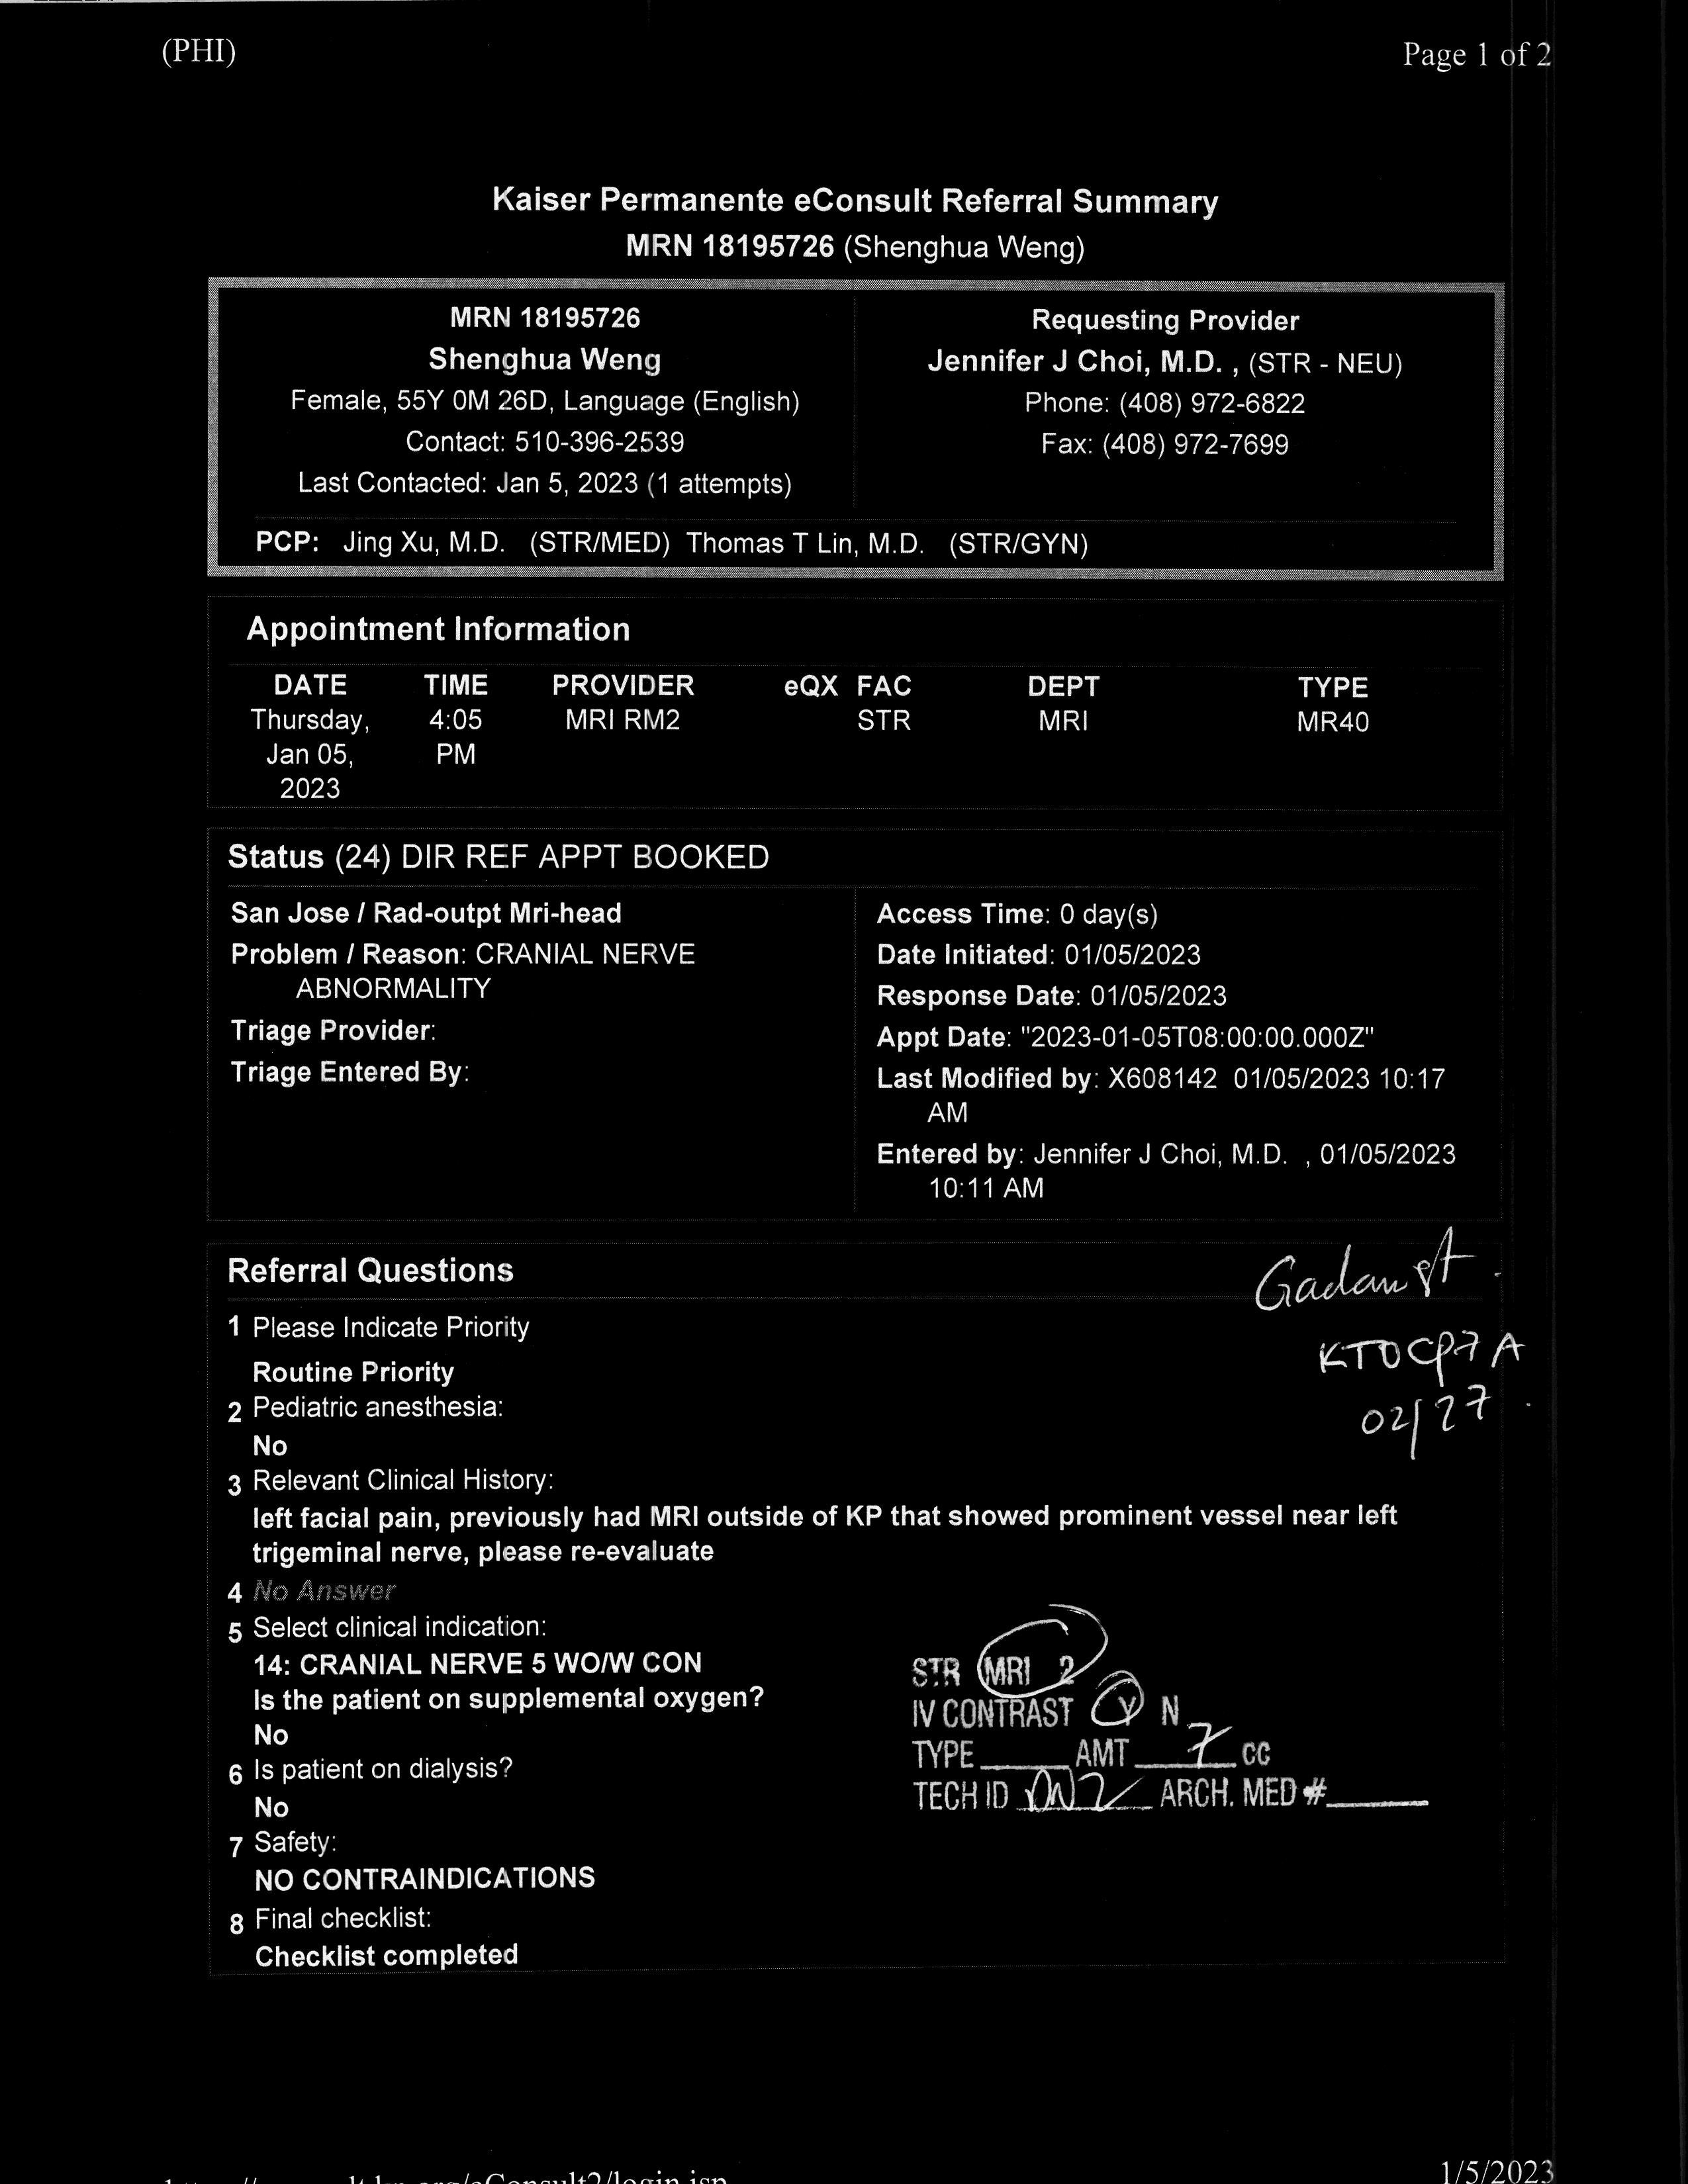 (PHI)
Page 1 of 2
Kaiser Permanente eConsult Referral Summary
MRN 18195726 (Shenghua Weng)
MRN 18195726
Shenghua Weng
Female, 55Y 0M 26D, Language (English)
Contact: 510-396-2539
Last Contacted: Jan 5, 2023 (1 attempts)
Requesting Provider
Jennifer J Choi, M.D. , (STR - NEU)
Phone: (408) 972-6822
Fax: (408) 972-7699
PCP: Jing Xu, M.D. (STR/MED) Thomas T Lin, M.D. (STR/GYN)
Appointment Information
DATE TIME PROVIDER eQX FAC DEPT TYPE
Thursday, 4:05 MRI RM2 STR MRI MR40
Jan 05, PM
2023
Status (24) DIR REF APPT BOOKED
San Jose / Rad-outpt Mri-head
Problem / Reason: CRANIAL NERVE
ABNORMALITY
Triage Provider:
Triage Entered By:
Access Time: 0 day(s)
Date Initiated: 01/05/2023
Response Date: 01/05/2023
Appt Date: "2023-01-05T08:00:00.000Z"
Last Modified by: X608142 01/05/2023 10:17
AM
Entered by: Jennifer J Choi, M.D. , 01/05/2023
10:11 AM
Referral Questions
1 Please Indicate Priority
Routine Priority
2 Pediatric anesthesia:
No
02/27
3 Relevant Clinical History:
left facial pain, previously had MRI outside of KP that showed prominent vessel near left
trigeminal nerve, please re-evaluate
4 No Answer
5 Select clinical indication:
14: CRANIAL NERVE 5 WO/W CON
Is the patient on supplemental oxygen?
No
6 Is patient on dialysis?
No
7 Safety:
NO CONTRAINDICATIONS
8 Final checklist:
Checklist completed
STR MRI 2
IV CONTRAST Y N
TYPE AMT 7 CC
TECH ID ARCH. MED #
1/5/2023